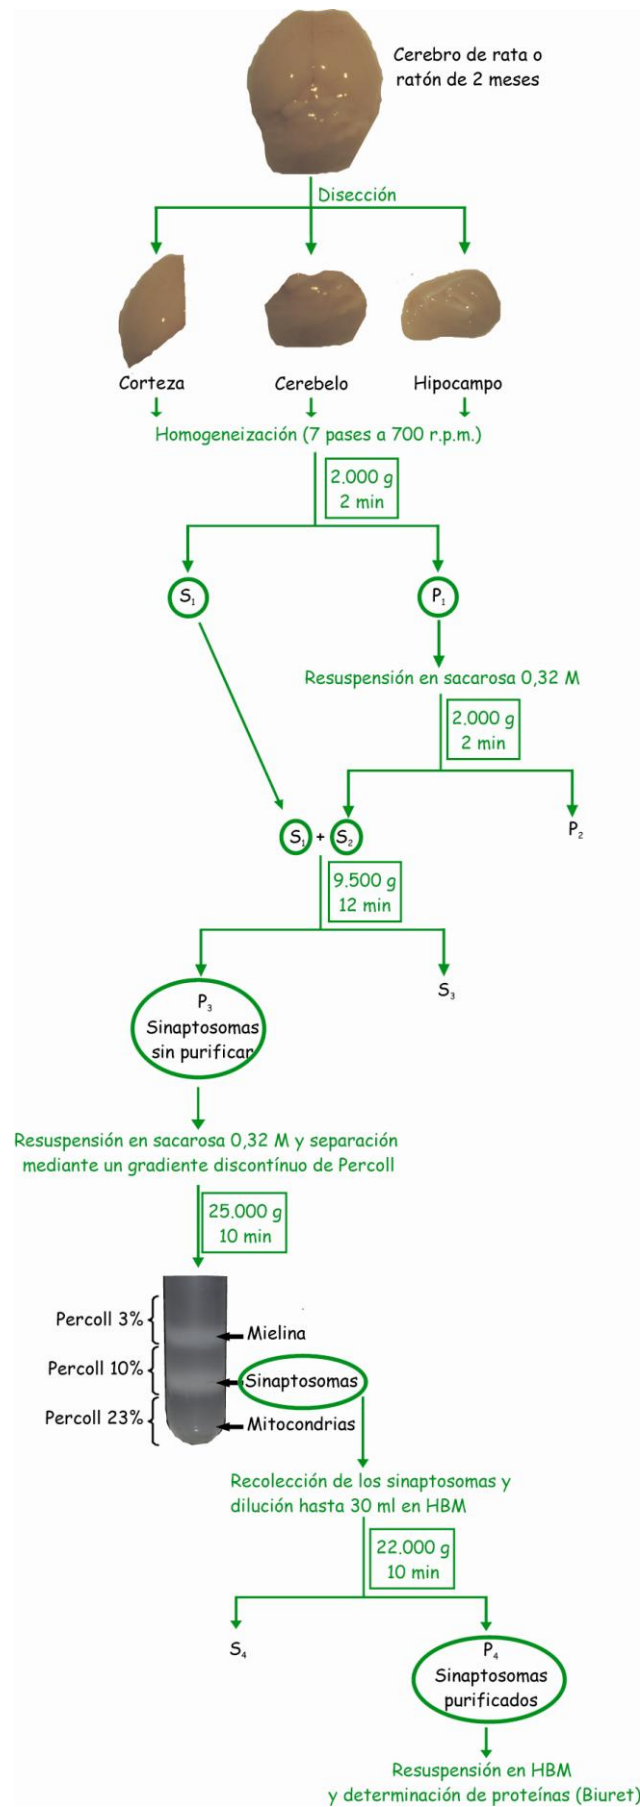 Cerebro de rata o
ratón de 2 meses
Disección
Corteza
Cerebelo
Hipocampo
Homogeneización (7 pases a 700 r.p.m.)
2.000 g
2 min
S₁
P₁
Resuspensión en sacarosa 0,32 M
2.000 g
2 min
S₁ + S₂
P₂
9.500 g
12 min
P₃
Sinaptosomas
sin purificar
S₃
Resuspensión en sacarosa 0,32 M y separación
mediante un gradiente discontínuo de Percoll
25.000 g
10 min
Percoll 3%
Mielina
Percoll 10%
Sinaptosomas
Percoll 23%
Mitocondrias
Recolección de los sinaptosomas y
dilución hasta 30 ml en HBM
22.000 g
10 min
S₄
P₄
Sinaptosomas
purificados
Resuspensión en HBM
y determinación de proteínas (Biuret)